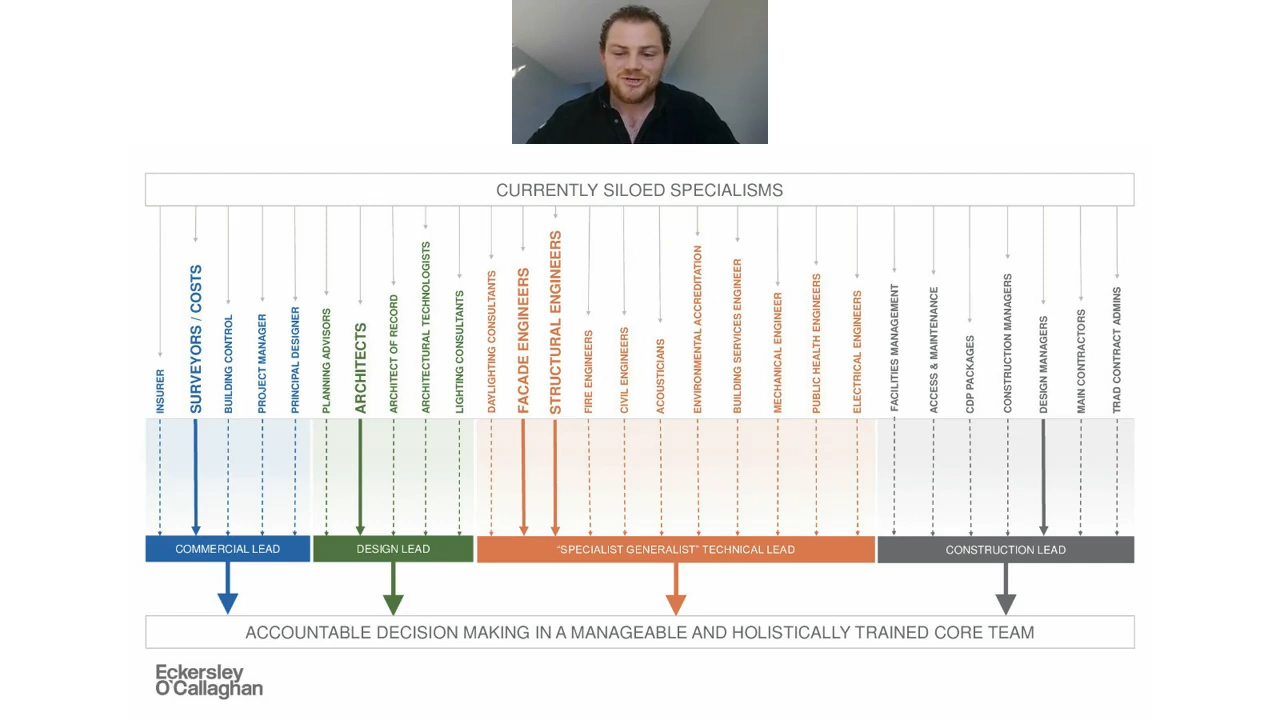 CURRENTLY SILOED SPECIALISMS
INSURER
SURVEYORS / COSTS
BUILDING CONTROL
PROJECT MANAGER
PRINCIPAL DESIGNER
PLANNING ADVISORS
ARCHITECTS
ARCHITECT OF RECORD
ARCHITECTURAL TECHNOLOGISTS
LIGHTING CONSULTANTS
DAYLIGHTING CONSULTANTS
FACADE ENGINEERS
STRUCTURAL ENGINEERS
FIRE ENGINEERS
CIVIL ENGINEERS
ACOUSTICIANS
ENVIRONMENTAL ACCREDITATION
BUILDING SERVICES ENGINEER
MECHANICAL ENGINEER
PUBLIC HEALTH ENGINEERS
ELECTRICAL ENGINEERS
FACILITIES MANAGEMENT
ACCESS & MAINTENANCE
CDP PACKAGES
CONSTRUCTION MANAGERS
DESIGN MANAGERS
MAIN CONTRACTORS
TRAD CONTRACT ADMINS
COMMERCIAL LEAD
DESIGN LEAD
“SPECIALIST GENERALIST” TECHNICAL LEAD
CONSTRUCTION LEAD
ACCOUNTABLE DECISION MAKING IN A MANAGEABLE AND HOLISTICALLY TRAINED CORE TEAM
Eckersley
O’Callaghan